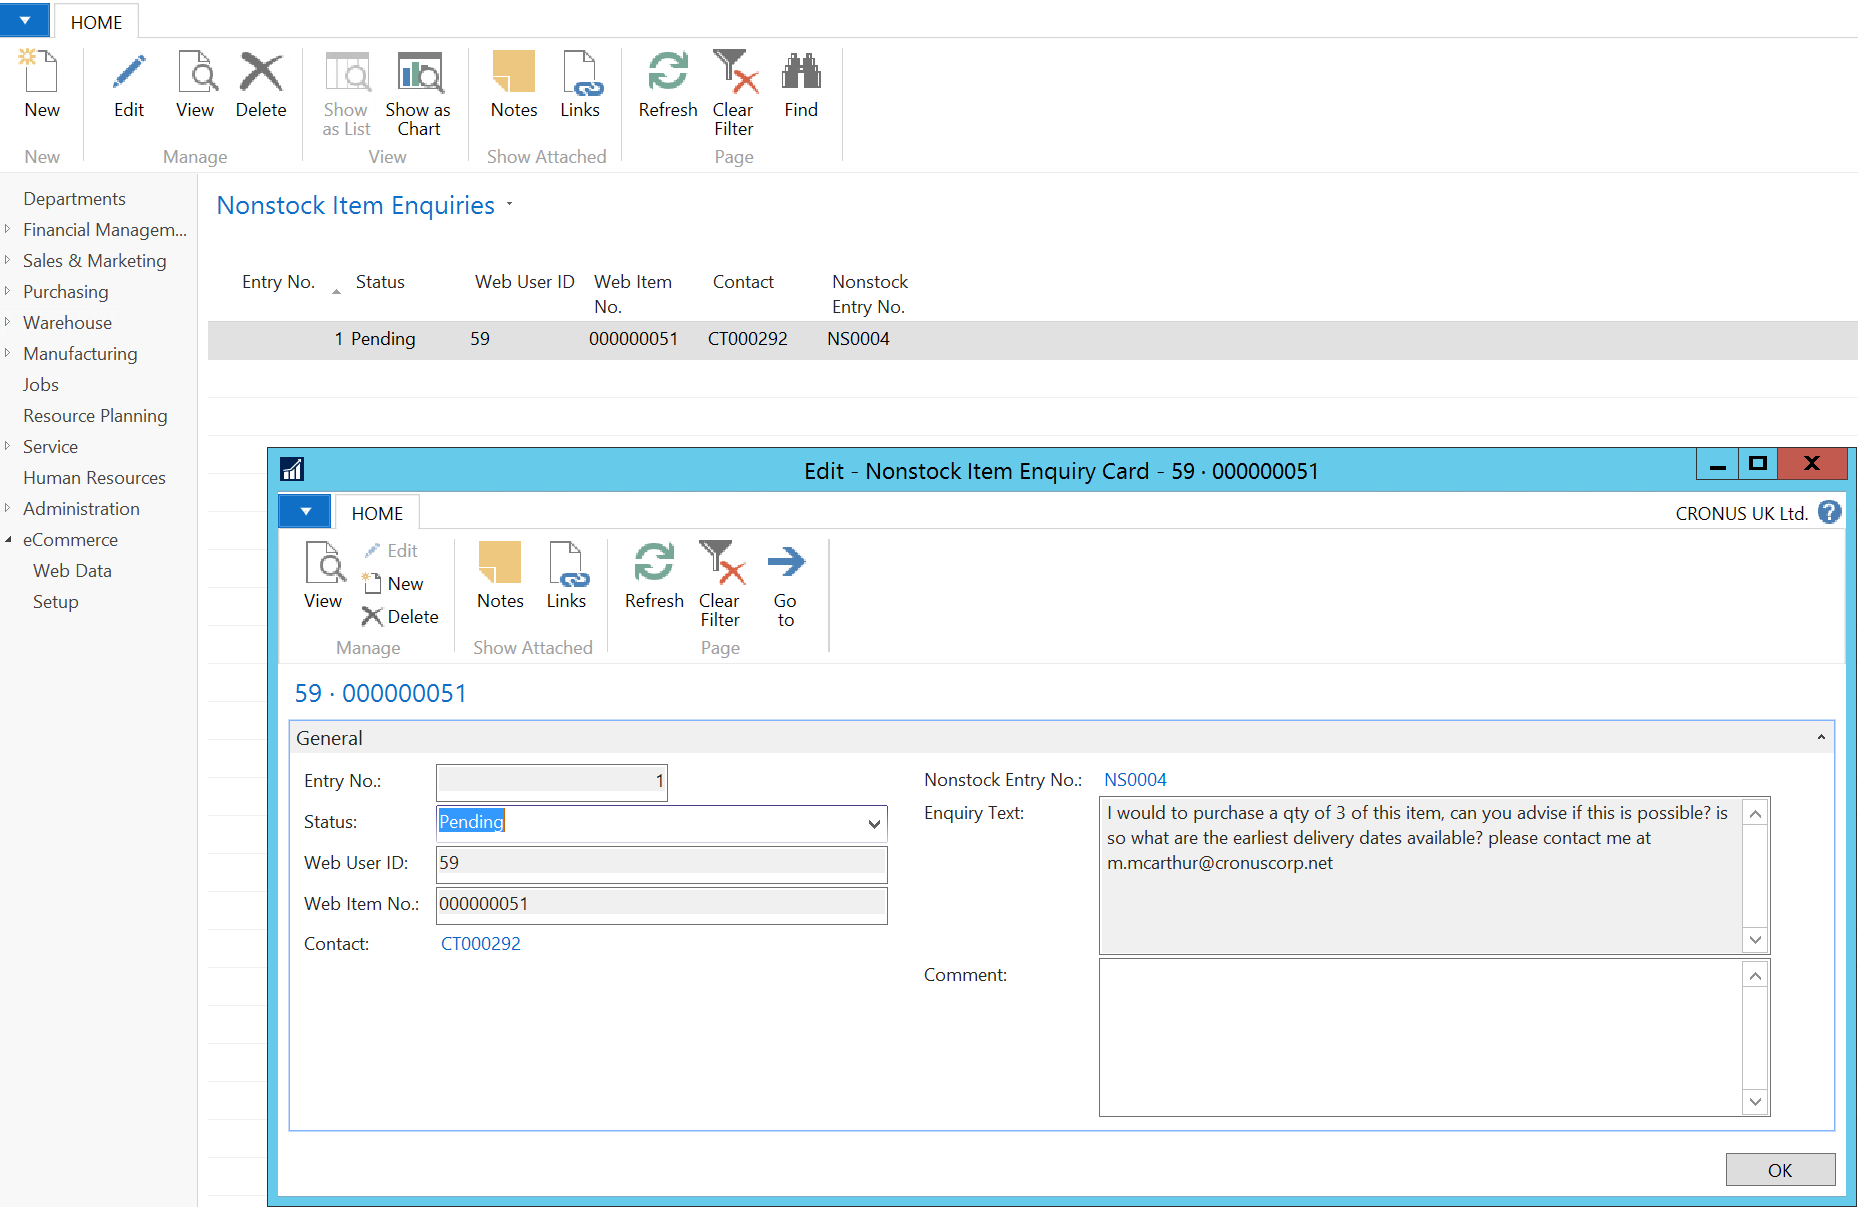 HOME
New
Edit
View
Delete
Show as List
Show as Chart
Notes
Links
Refresh
Clear Filter
Find
New
Manage
View
Show Attached
Page
Departments
Financial Managem...
Sales & Marketing
Purchasing
Warehouse
Manufacturing
Jobs
Resource Planning
Service
Human Resources
Administration
eCommerce
Web Data
Setup
Nonstock Item Enquiries
Entry No. Status Web User ID Web Item No. Contact Nonstock Entry No.
1 Pending 59 000000051 CT000292 NS0004
Edit - Nonstock Item Enquiry Card - 59 · 000000051
HOME
CRONUS UK Ltd.
View
Edit
New
Delete
Notes
Links
Refresh
Clear Filter
Go to
Manage
Show Attached
Page
59 · 000000051
General
Entry No.: 1
Status: Pending
Web User ID: 59
Web Item No.: 000000051
Contact: CT000292
Nonstock Entry No.: NS0004
Enquiry Text:
I would to purchase a qty of 3 of this item, can you advise if this is possible? is
so what are the earliest delivery dates available? please contact me at
m.mcarthur@cronuscorp.net
Comment:
OK